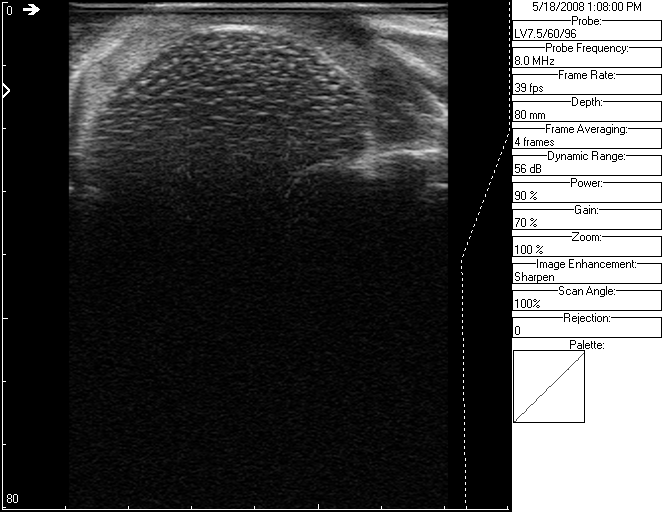 0
80
5/18/2008 1:08:00 PM
Probe:
LV7.5/60/96
Probe Frequency:
8.0 MHz
Frame Rate:
39 fps
Depth:
80 mm
Frame Averaging:
4 frames
Dynamic Range:
56 dB
Power:
90 %
Gain:
70 %
Zoom:
100 %
Image Enhancement:
Sharpen
Scan Angle:
100%
Rejection:
0
Palette: